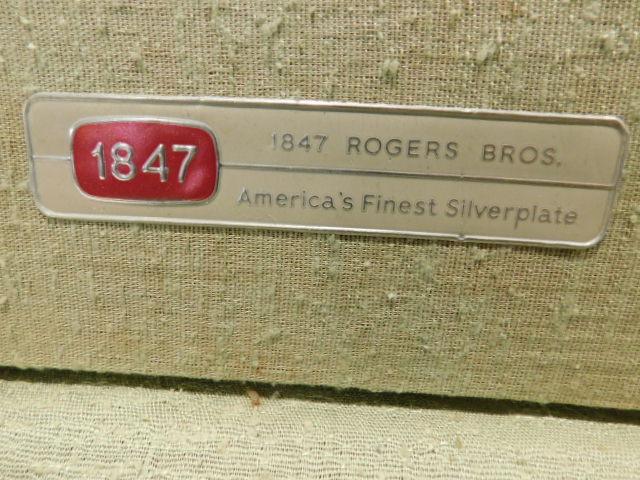 1847
1847 ROGERS BROS.
America's Finest Silverplate